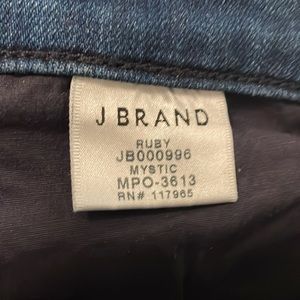 J BRAND
RUBY
JB000996
MYSTIC
MPO-3613
RN# 117965